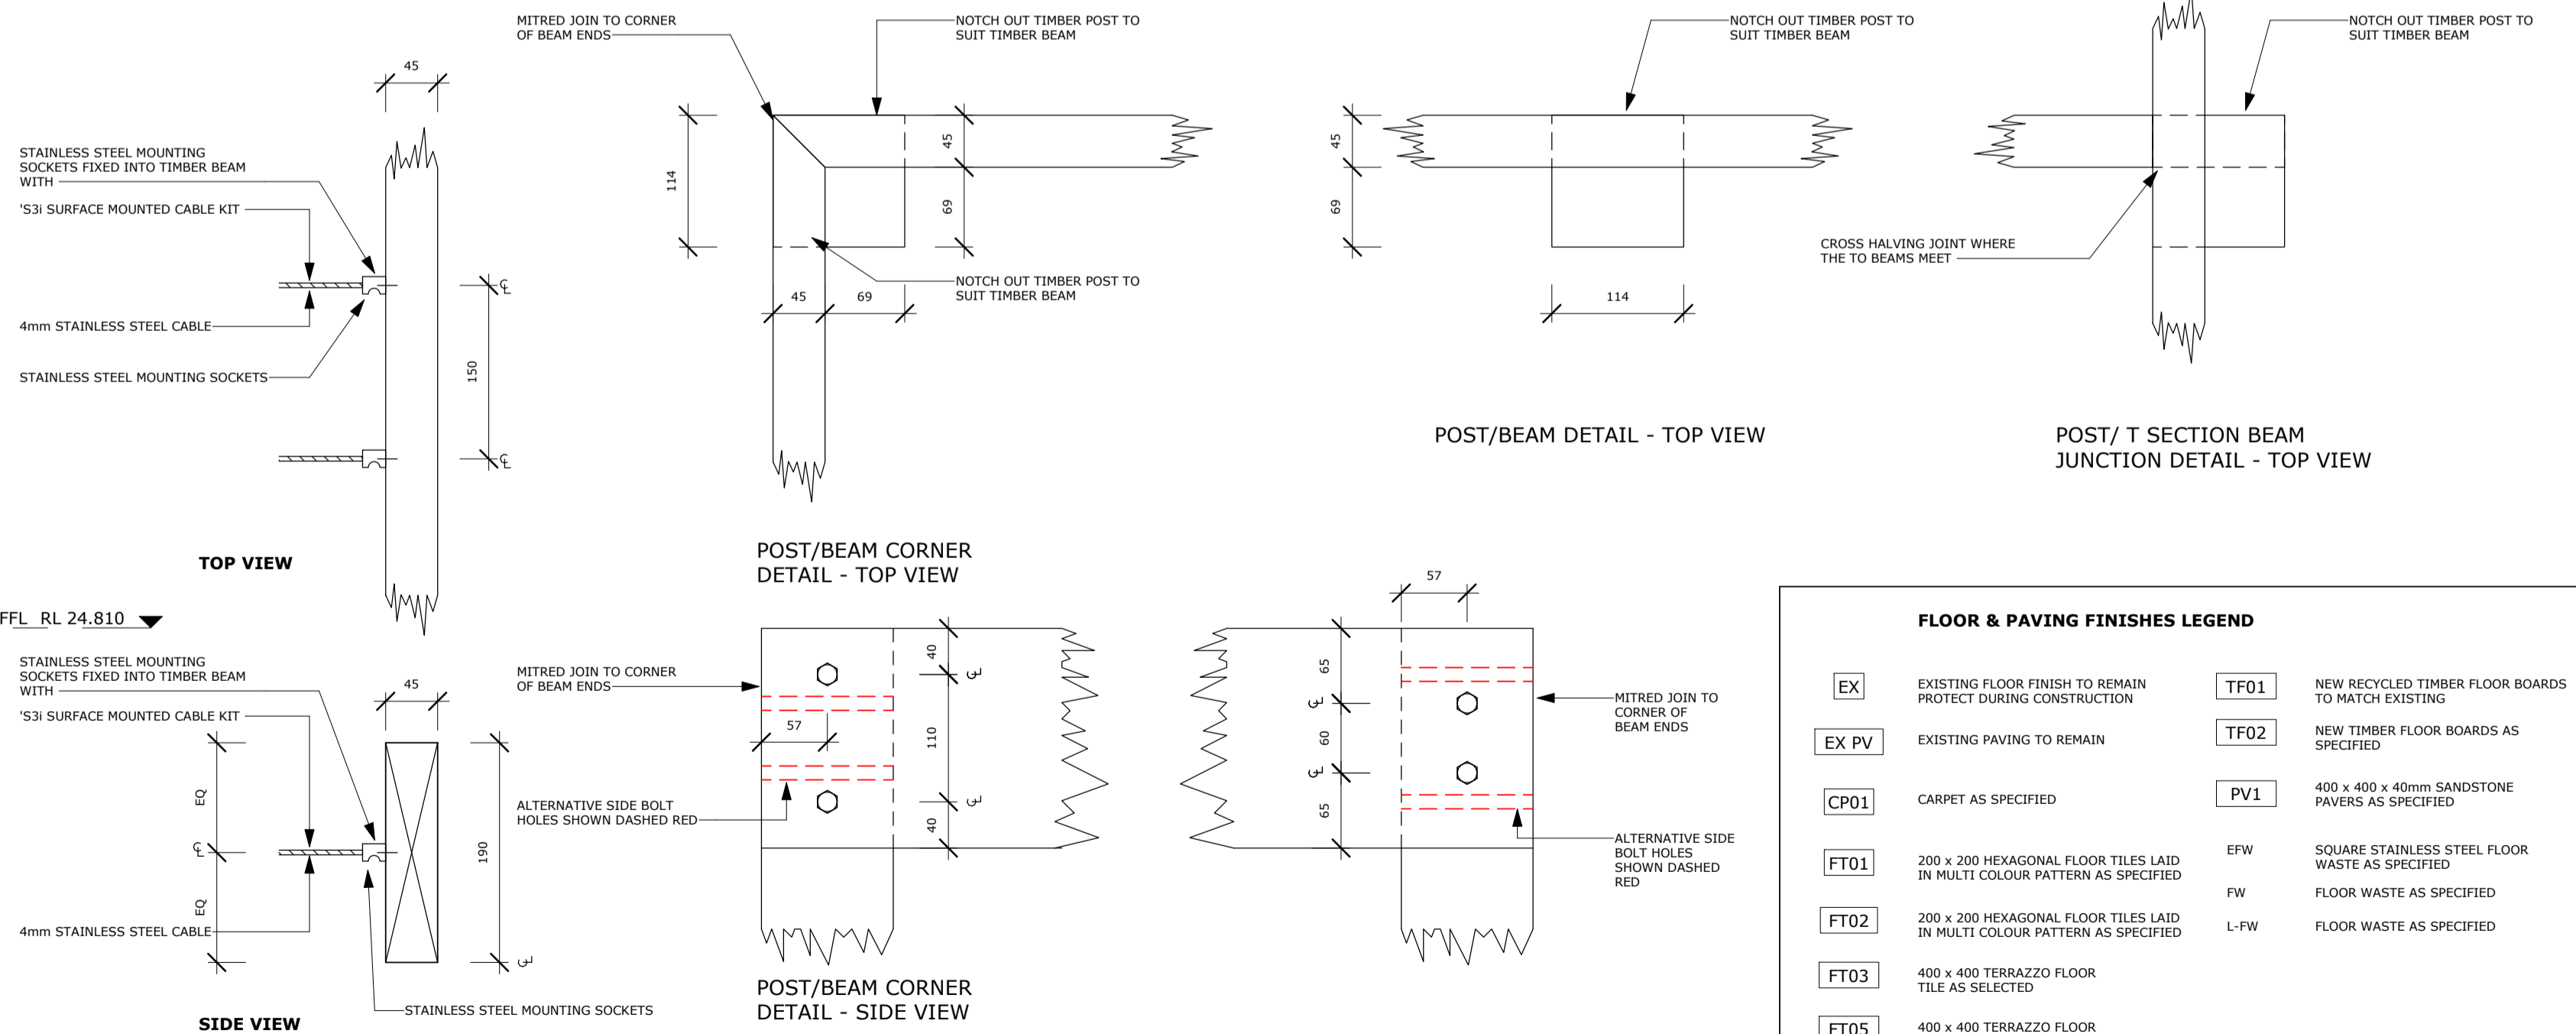 45
STAINLESS STEEL MOUNTING
SOCKETS FIXED INTO TIMBER BEAM
WITH
'S3i SURFACE MOUNTED CABLE KIT
4mm STAINLESS STEEL CABLE
STAINLESS STEEL MOUNTING SOCKETS
150
TOP VIEW
MITRED JOIN TO CORNER
OF BEAM ENDS
NOTCH OUT TIMBER POST TO
SUIT TIMBER BEAM
114
45
69
NOTCH OUT TIMBER POST TO
SUIT TIMBER BEAM
45
69
POST/BEAM CORNER
DETAIL - TOP VIEW
NOTCH OUT TIMBER POST TO
SUIT TIMBER BEAM
45
69
114
POST/BEAM DETAIL - TOP VIEW
NOTCH OUT TIMBER POST TO
SUIT TIMBER BEAM
CROSS HALVING JOINT WHERE
THE TO BEAMS MEET
POST/ T SECTION BEAM
JUNCTION DETAIL - TOP VIEW
FFL RL 24.810
STAINLESS STEEL MOUNTING
SOCKETS FIXED INTO TIMBER BEAM
WITH
'S3i SURFACE MOUNTED CABLE KIT
45
EQ
EQ
190
4mm STAINLESS STEEL CABLE
STAINLESS STEEL MOUNTING SOCKETS
SIDE VIEW
MITRED JOIN TO CORNER
OF BEAM ENDS
57
40
110
40
ALTERNATIVE SIDE BOLT
HOLES SHOWN DASHED RED
POST/BEAM CORNER
DETAIL - SIDE VIEW
57
65
60
65
MITRED JOIN TO
CORNER OF
BEAM ENDS
ALTERNATIVE SIDE
BOLT HOLES
SHOWN DASHED
RED
FLOOR & PAVING FINISHES LEGEND
EX
EXISTING FLOOR FINISH TO REMAIN
PROTECT DURING CONSTRUCTION
EX PV
EXISTING PAVING TO REMAIN
CP01
CARPET AS SPECIFIED
FT01
200 x 200 HEXAGONAL FLOOR TILES LAID
IN MULTI COLOUR PATTERN AS SPECIFIED
FT02
200 x 200 HEXAGONAL FLOOR TILES LAID
IN MULTI COLOUR PATTERN AS SPECIFIED
FT03
400 x 400 TERRAZZO FLOOR
TILE AS SELECTED
FT05
400 x 400 TERRAZZO FLOOR
TF01
NEW RECYCLED TIMBER FLOOR BOARDS
TO MATCH EXISTING
TF02
NEW TIMBER FLOOR BOARDS AS
SPECIFIED
PV1
400 x 400 x 40mm SANDSTONE
PAVERS AS SPECIFIED
EFW
SQUARE STAINLESS STEEL FLOOR
WASTE AS SPECIFIED
FW
FLOOR WASTE AS SPECIFIED
L-FW
FLOOR WASTE AS SPECIFIED